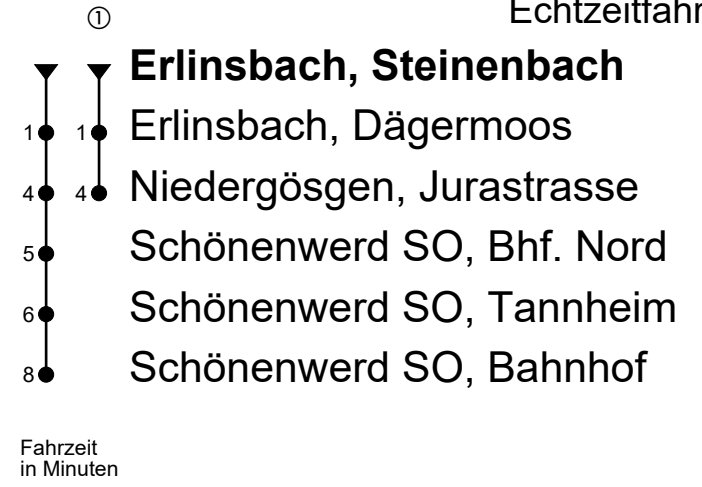 Echtzeitfahr
①
Erlinsbach, Steinenbach
1 1 Erlinsbach, Dägermoos
4 4 Niedergösgen, Jurastrasse
5 Schönenwerd SO, Bhf. Nord
6 Schönenwerd SO, Tannheim
8 Schönenwerd SO, Bahnhof
Fahrzeit
in Minuten